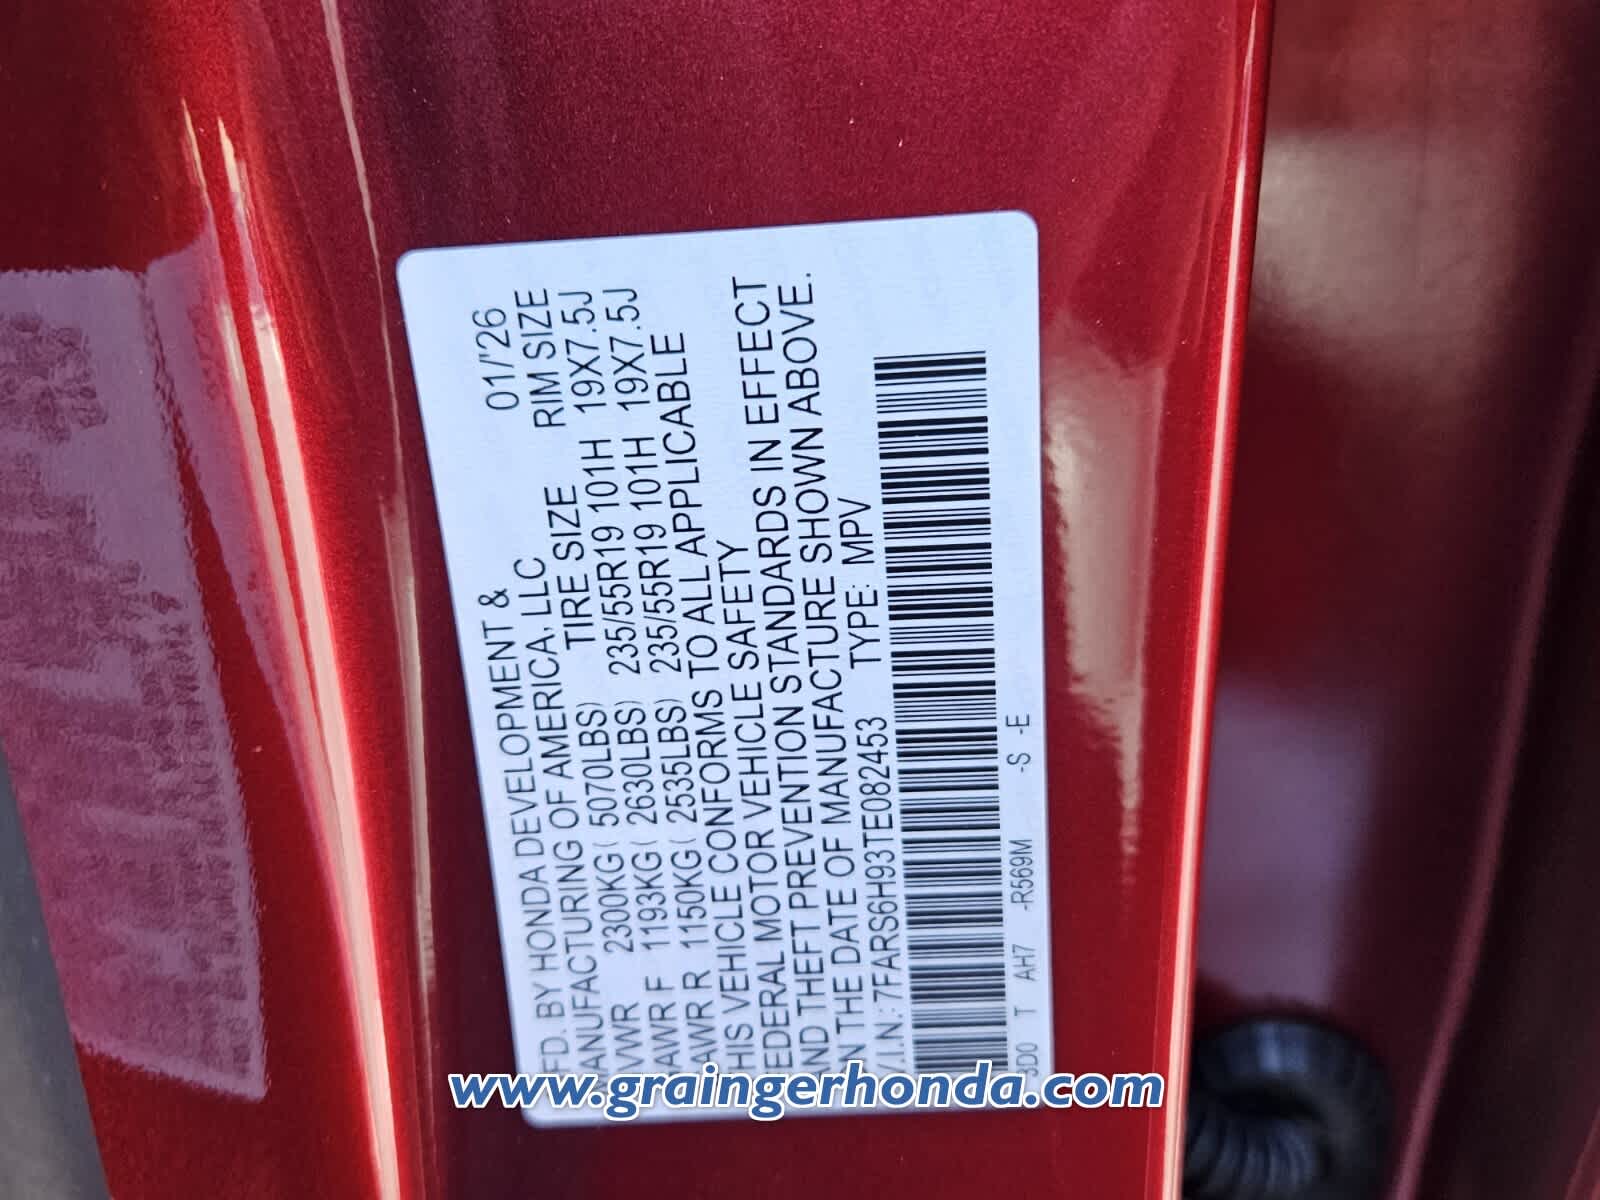 MFD. BY HONDA DEVELOPMENT & 01/'26
MANUFACTURING OF AMERICA, LLC
TIRE SIZE RIM SIZE
GVWR 2300KG( 5070LBS) 235/55R19 101H 19X7.5J
GAWR F 1193KG( 2630LBS) 235/55R19 101H 19X7.5J
GAWR R 1150KG( 2535LBS)
THIS VEHICLE CONFORMS TO ALL APPLICABLE
FEDERAL MOTOR VEHICLE SAFETY
AND THEFT PREVENTION STANDARDS IN EFFECT
ON THE DATE OF MANUFACTURE SHOWN ABOVE.
V.I.N.:7FARS6H93TE082453 TYPE: MPV
3D0 T AH7 -R569M -S -E
www.graingerhonda.com